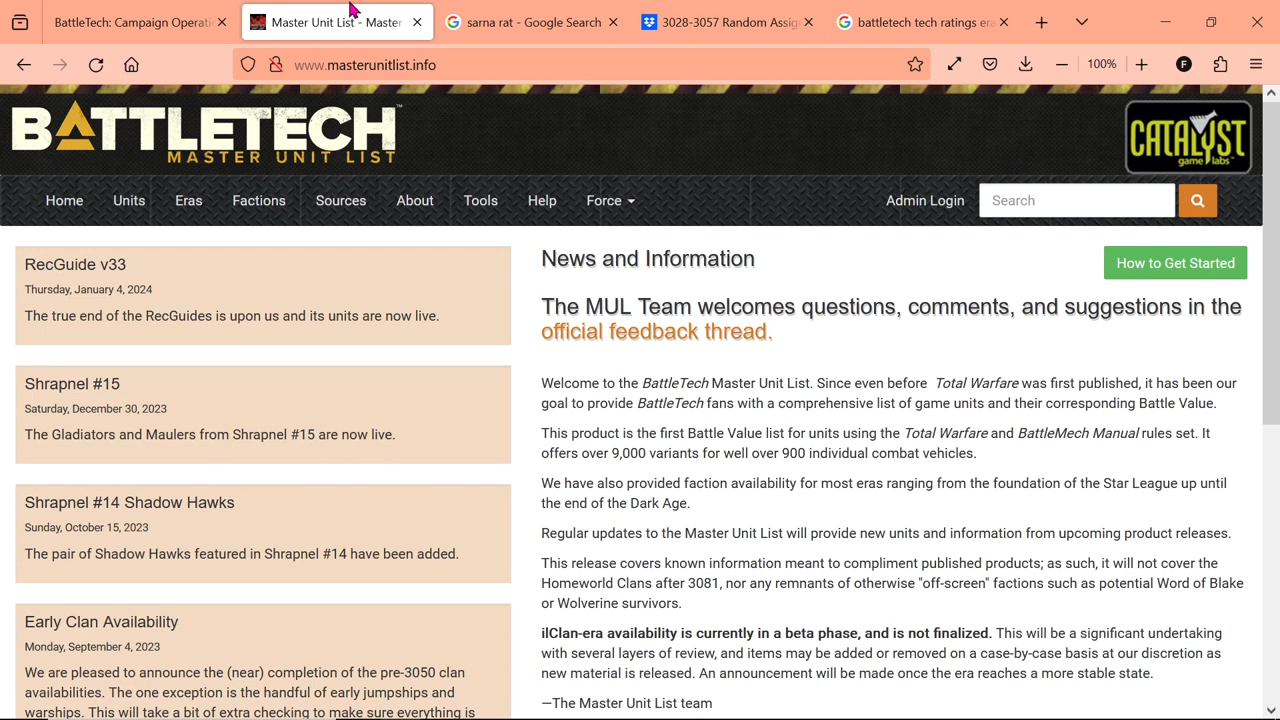 BattleTech: Campaign Operati
Master Unit List - Master
sarna rat - Google Search
3028-3057 Random Assig
battletech tech ratings era
www.masterunitlist.info
100%
F
BATTLETECH™
MASTER UNIT LIST
CATALYST
game labs™
Home
Units
Eras
Factions
Sources
About
Tools
Help
Force
Admin Login
Search
RecGuide v33
Thursday, January 4, 2024
The true end of the RecGuides is upon us and its units are now live.
Shrapnel #15
Saturday, December 30, 2023
The Gladiators and Maulers from Shrapnel #15 are now live.
Shrapnel #14 Shadow Hawks
Sunday, October 15, 2023
The pair of Shadow Hawks featured in Shrapnel #14 have been added.
Early Clan Availability
Monday, September 4, 2023
We are pleased to announce the (near) completion of the pre-3050 clan
availabilities. The one exception is the handful of early jumpships and
warships. This will take a bit of extra checking to make sure everything is
News and Information
How to Get Started
The MUL Team welcomes questions, comments, and suggestions in the
official feedback thread.
Welcome to the BattleTech Master Unit List. Since even before Total Warfare was first published, it has been our
goal to provide BattleTech fans with a comprehensive list of game units and their corresponding Battle Value.
This product is the first Battle Value list for units using the Total Warfare and BattleMech Manual rules set. It
offers over 9,000 variants for well over 900 individual combat vehicles.
We have also provided faction availability for most eras ranging from the foundation of the Star League up until
the end of the Dark Age.
Regular updates to the Master Unit List will provide new units and information from upcoming product releases.
This release covers known information meant to compliment published products; as such, it will not cover the
Homeworld Clans after 3081, nor any remnants of otherwise "off-screen" factions such as potential Word of Blake
or Wolverine survivors.
ilClan-era availability is currently in a beta phase, and is not finalized. This will be a significant undertaking
with several layers of review, and items may be added or removed on a case-by-case basis at our discretion as
new material is released. An announcement will be made once the era reaches a more stable state.
—The Master Unit List team